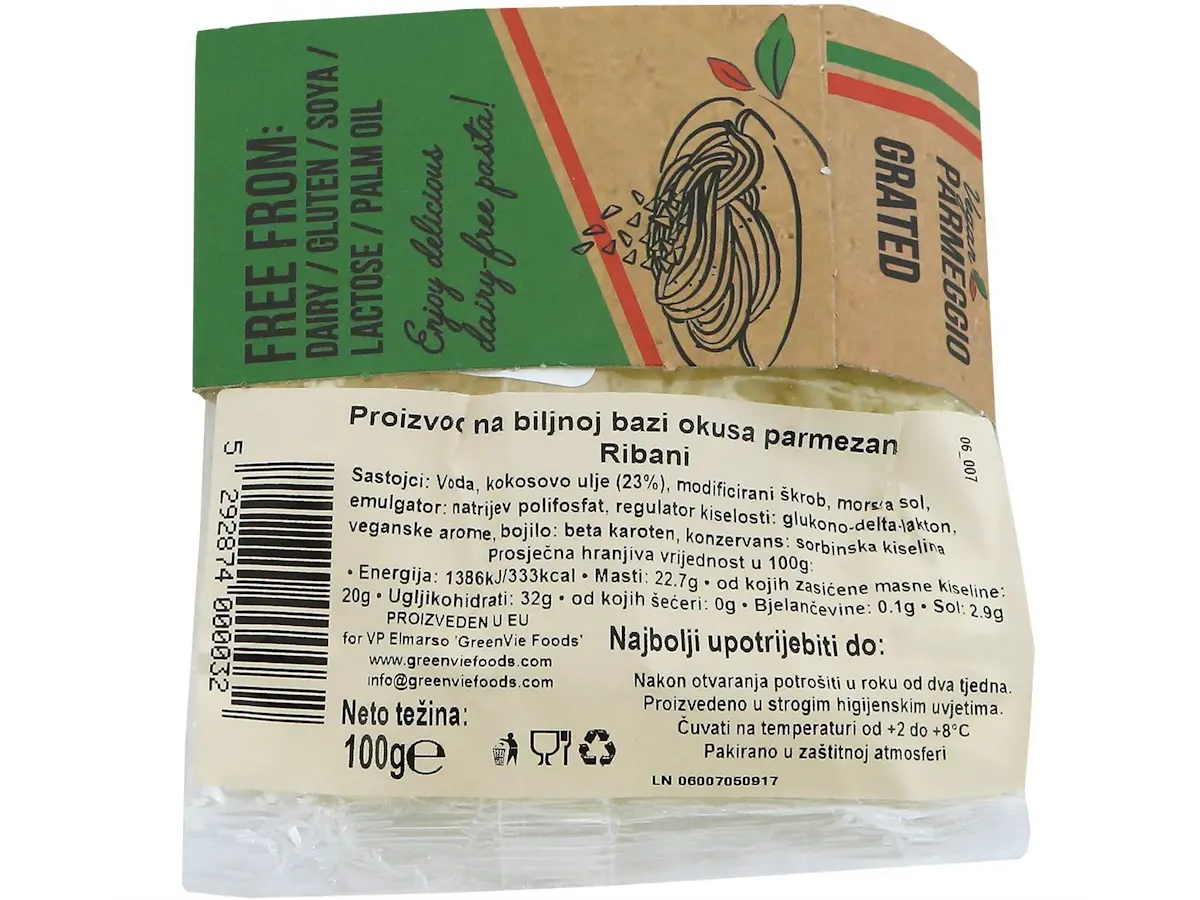 FREE FROM:
DAIRY / GLUTEN / SOYA /
LACTOSE / PALM OIL
Enjoy delicious
dairy-free pasta!
Vegan
PARMEGGIO
GRATED
Proizvod na biljnoj bazi okusa parmezan
Ribani
06_007
Sastojci: Voda, kokosovo ulje (23%), modificirani škrob, morska sol,
emulgator: natrijev polifosfat, regulator kiselosti: glukono-delta-lakton,
veganske arome, bojilo: beta karoten, konzervans: sorbinska kiselina
Prosječna hranjiva vrijednost u 100g:
• Energija: 1386kJ/333kcal • Masti: 22.7g • od kojih zasićene masne kiseline:
20g • Ugljikohidrati: 32g • od kojih šećeri: 0g • Bjelančevine: 0.1g • Sol: 2.9g
PROIZVEDEN U EU
for VP Elmarso 'GreenVie Foods'
www.greenviefoods.com
info@greenviefoods.com
Neto težina:
100g℮
Najbolji upotrijebiti do:
Nakon otvaranja potrošiti u roku od dva tjedna.
Proizvedeno u strogim higijenskim uvjetima.
Čuvati na temperaturi od +2 do +8°C
Pakirano u zaštitnoj atmosferi
LN 06007050917
5 292874 000032